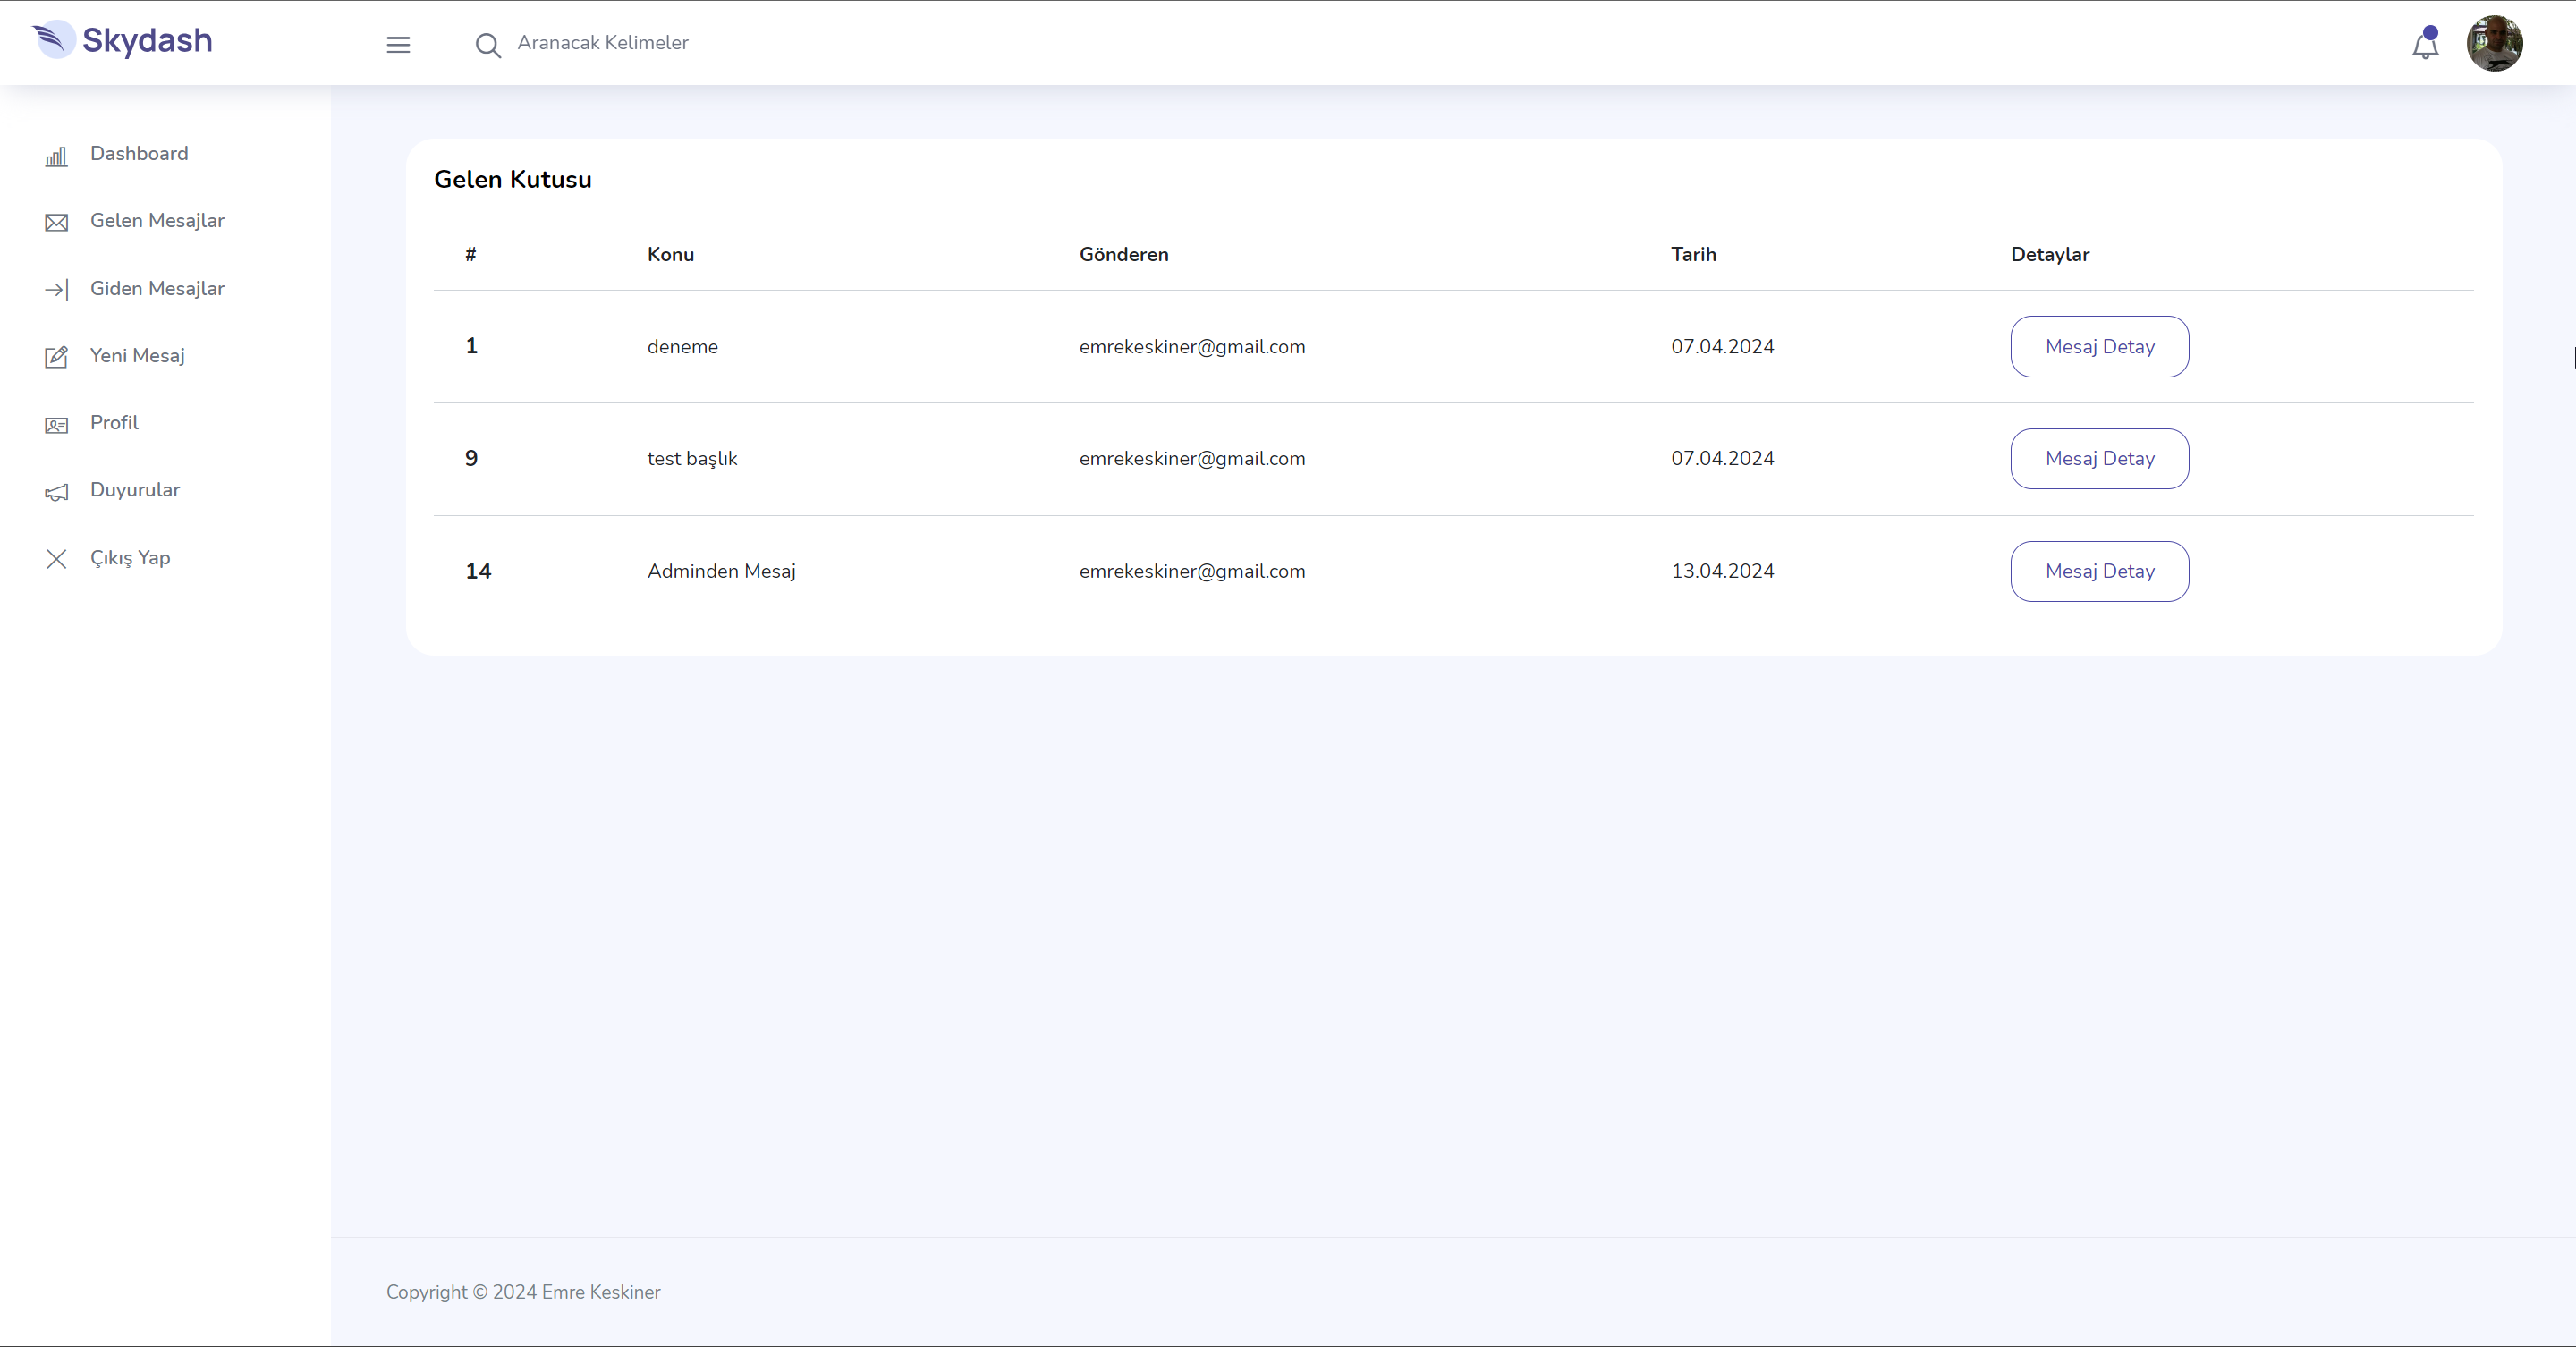 Skydash
Aranacak Kelimeler
Dashboard
Gelen Mesajlar
Giden Mesajlar
Yeni Mesaj
Profil
Duyurular
Çıkış Yap
Gelen Kutusu
# Konu Gönderen Tarih Detaylar
1 deneme emrekeskiner@gmail.com 07.04.2024 Mesaj Detay
9 test başlık emrekeskiner@gmail.com 07.04.2024 Mesaj Detay
14 Adminden Mesaj emrekeskiner@gmail.com 13.04.2024 Mesaj Detay
Copyright © 2024 Emre Keskiner